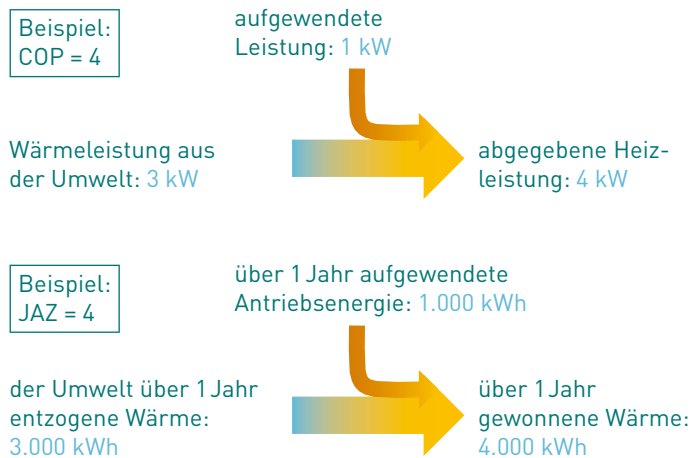 Beispiel:
COP = 4
aufgewendete
Leistung: 1 kW
Wärmeleistung aus
der Umwelt: 3 kW
abgegebene Heiz-
leistung: 4 kW
Beispiel:
JAZ = 4
über 1 Jahr aufgewendete
Antriebsenergie: 1.000 kWh
der Umwelt über 1 Jahr
entzogene Wärme:
3.000 kWh
über 1 Jahr
gewonnene Wärme:
4.000 kWh